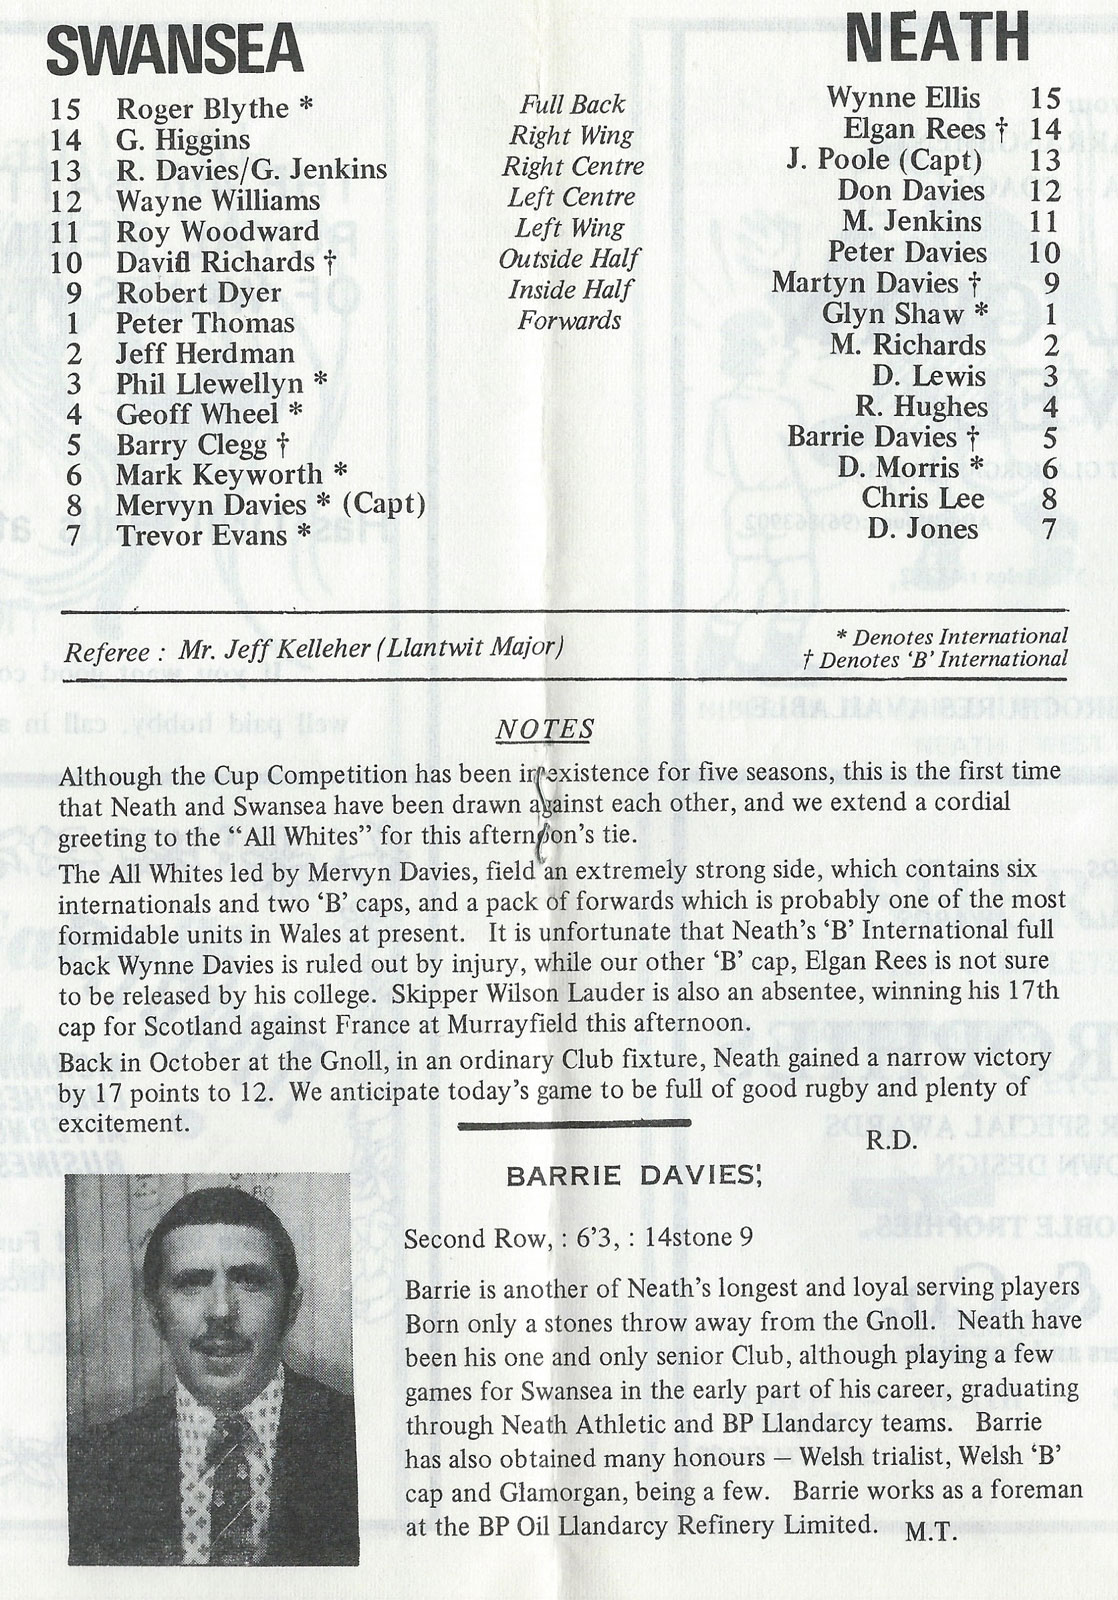 SWANSEA NEATH
15 Roger Blythe * Full Back Wynne Ellis 15
14 G. Higgins Right Wing Elgan Rees † 14
13 R. Davies/G. Jenkins Right Centre J. Poole (Capt) 13
12 Wayne Williams Left Centre Don Davies 12
11 Roy Woodward Left Wing M. Jenkins 11
10 David Richards † Outside Half Peter Davies 10
9 Robert Dyer Inside Half Martyn Davies † 9
1 Peter Thomas Forwards Glyn Shaw * 1
2 Jeff Herdman M. Richards 2
3 Phil Llewellyn * D. Lewis 3
4 Geoff Wheel * R. Hughes 4
5 Barry Clegg † Barrie Davies † 5
6 Mark Keyworth * D. Morris * 6
8 Mervyn Davies * (Capt) Chris Lee 8
7 Trevor Evans * D. Jones 7
Referee : Mr. Jeff Kelleher (Llantwit Major)
* Denotes International
† Denotes ‘B’ International
NOTES
Although the Cup Competition has been in existence for five seasons, this is the first time
that Neath and Swansea have been drawn against each other, and we extend a cordial
greeting to the “All Whites” for this afternoon’s tie.
The All Whites led by Mervyn Davies, field an extremely strong side, which contains six
internationals and two ‘B’ caps, and a pack of forwards which is probably one of the most
formidable units in Wales at present. It is unfortunate that Neath’s ‘B’ International full
back Wynne Davies is ruled out by injury, while our other ‘B’ cap, Elgan Rees is not sure
to be released by his college. Skipper Wilson Lauder is also an absentee, winning his 17th
cap for Scotland against France at Murrayfield this afternoon.
Back in October at the Gnoll, in an ordinary Club fixture, Neath gained a narrow victory
by 17 points to 12. We anticipate today’s game to be full of good rugby and plenty of
excitement.
R.D.
BARRIE DAVIES;
Second Row, : 6’3, : 14stone 9
Barrie is another of Neath’s longest and loyal serving players
Born only a stones throw away from the Gnoll. Neath have
been his one and only senior Club, although playing a few
games for Swansea in the early part of his career, graduating
through Neath Athletic and BP Llandarcy teams. Barrie
has also obtained many honours – Welsh trialist, Welsh ‘B’
cap and Glamorgan, being a few. Barrie works as a foreman
at the BP Oil Llandarcy Refinery Limited. M.T.